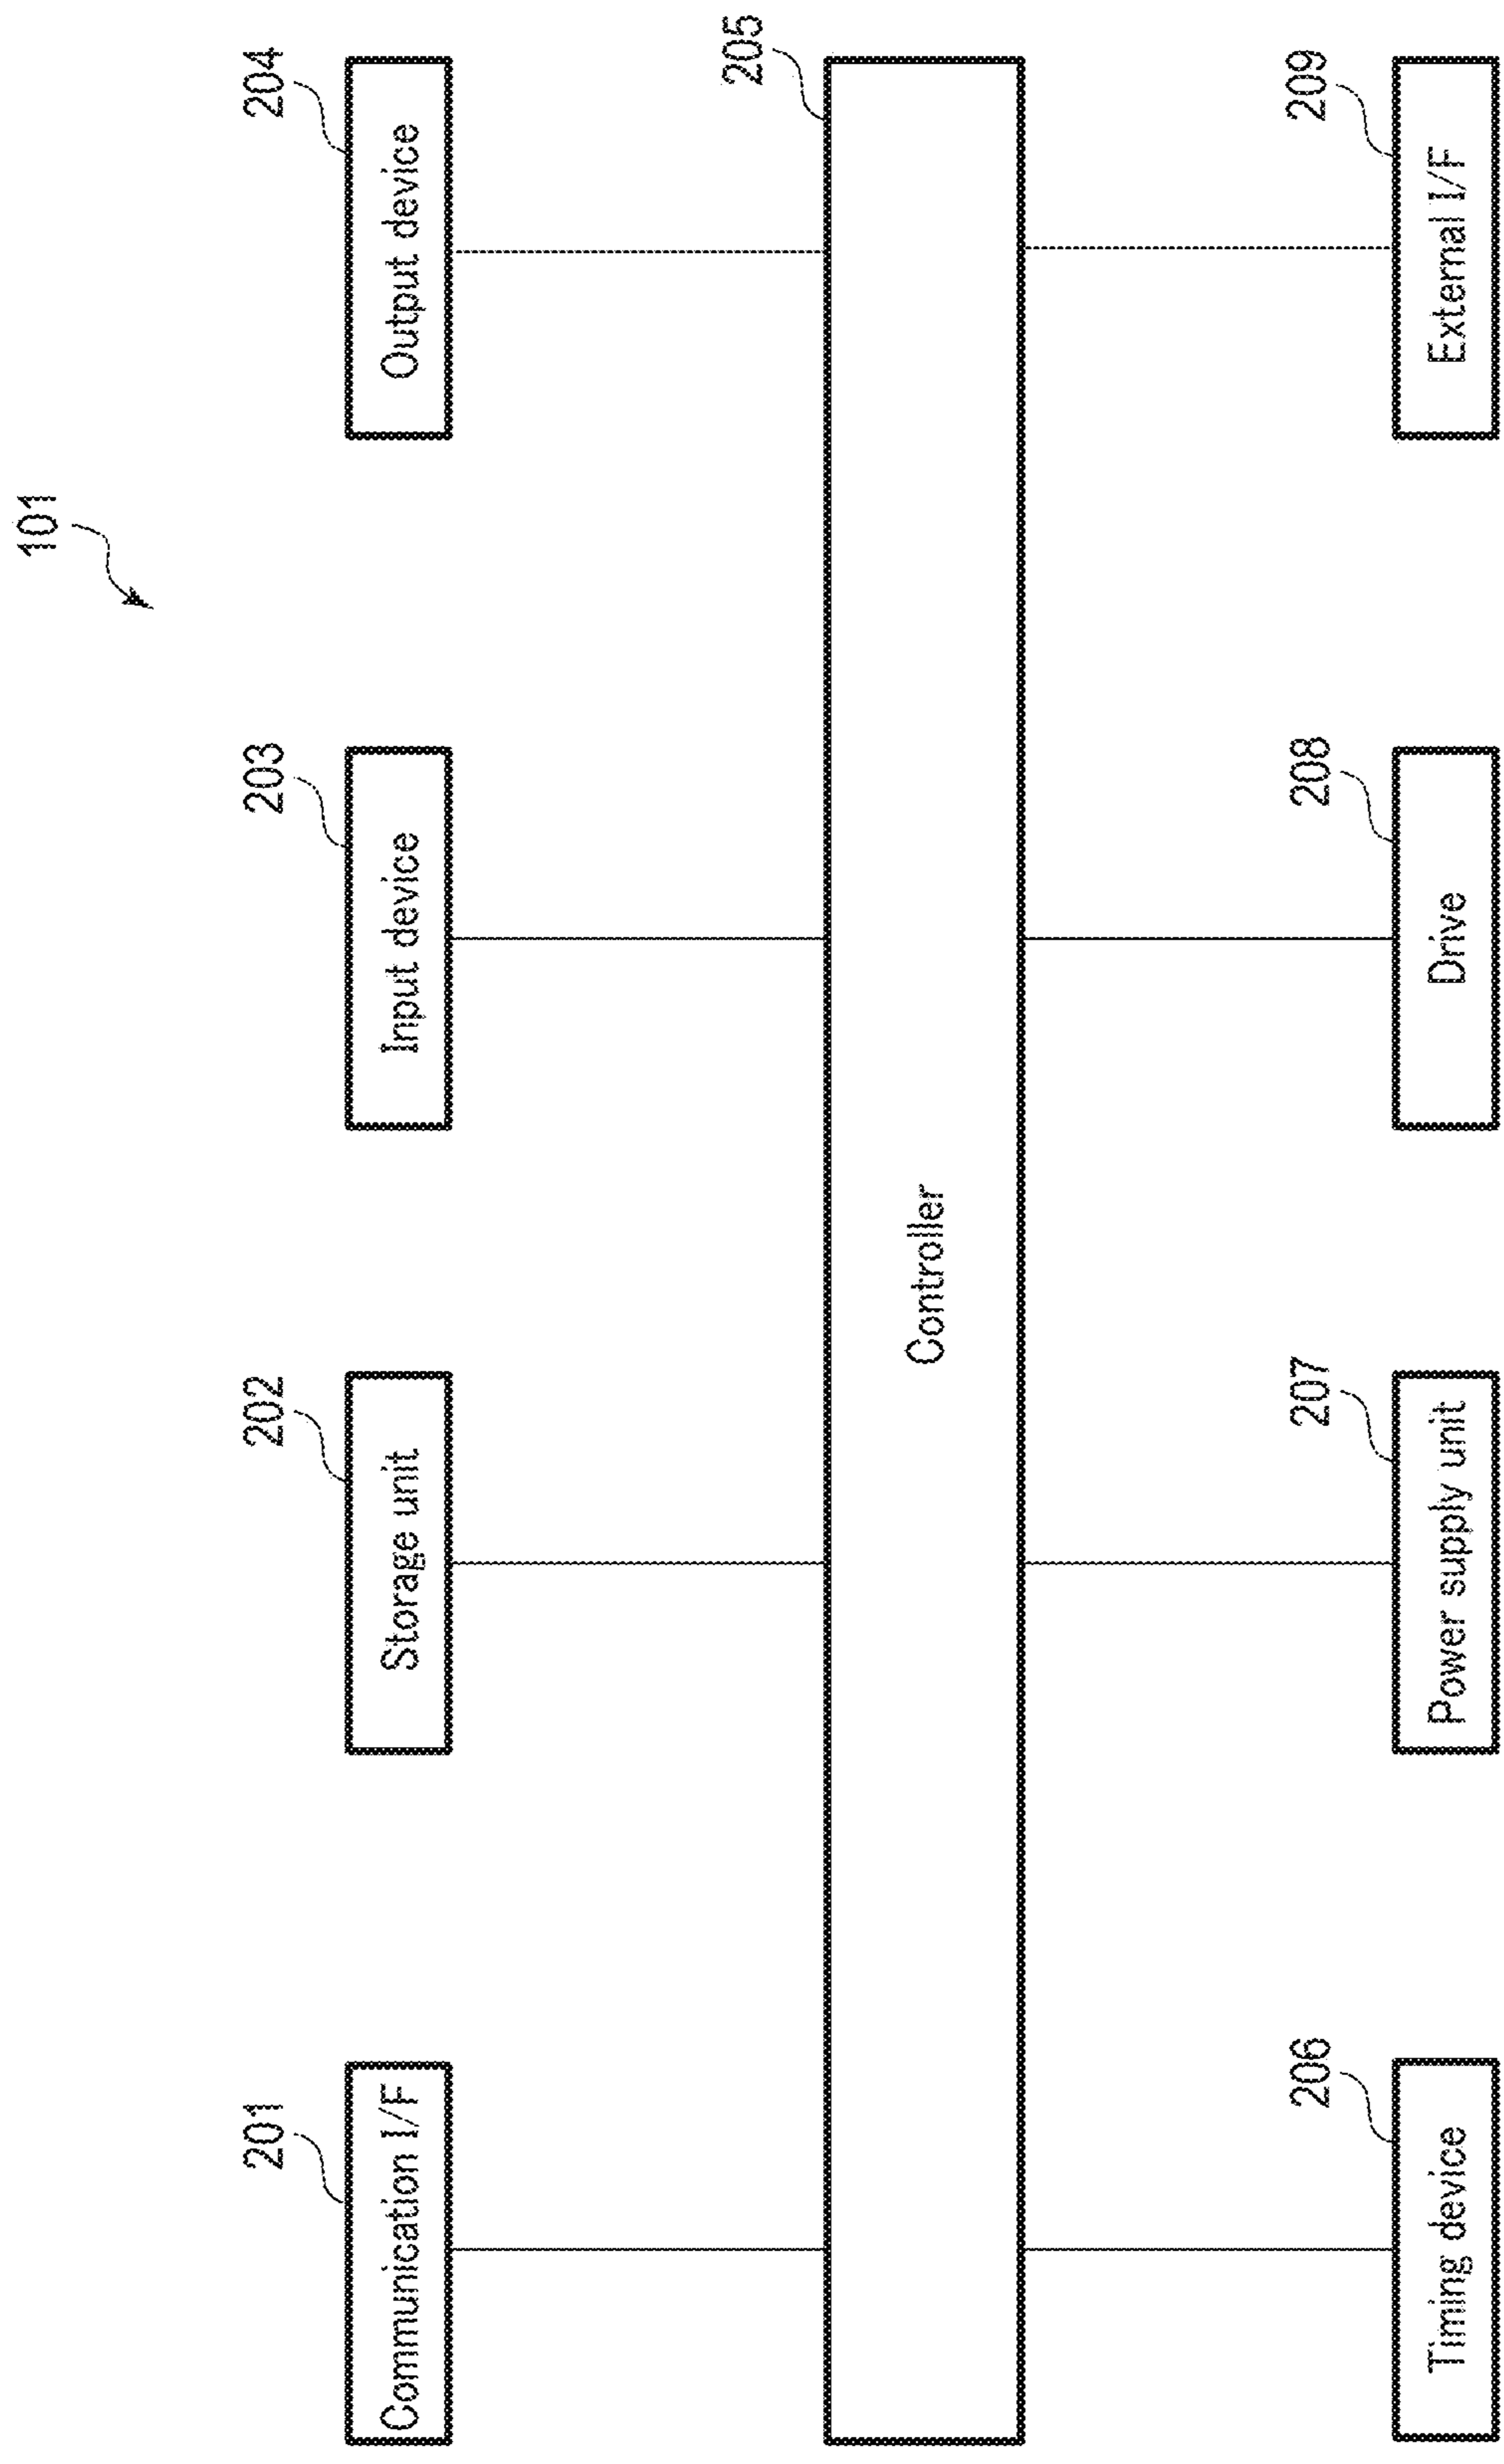 101
201
202
203
204
Communication I/F
Storage unit
Input device
Output device
205
Controller
206
207
208
209
Timing device
Power supply unit
Drive
External I/F